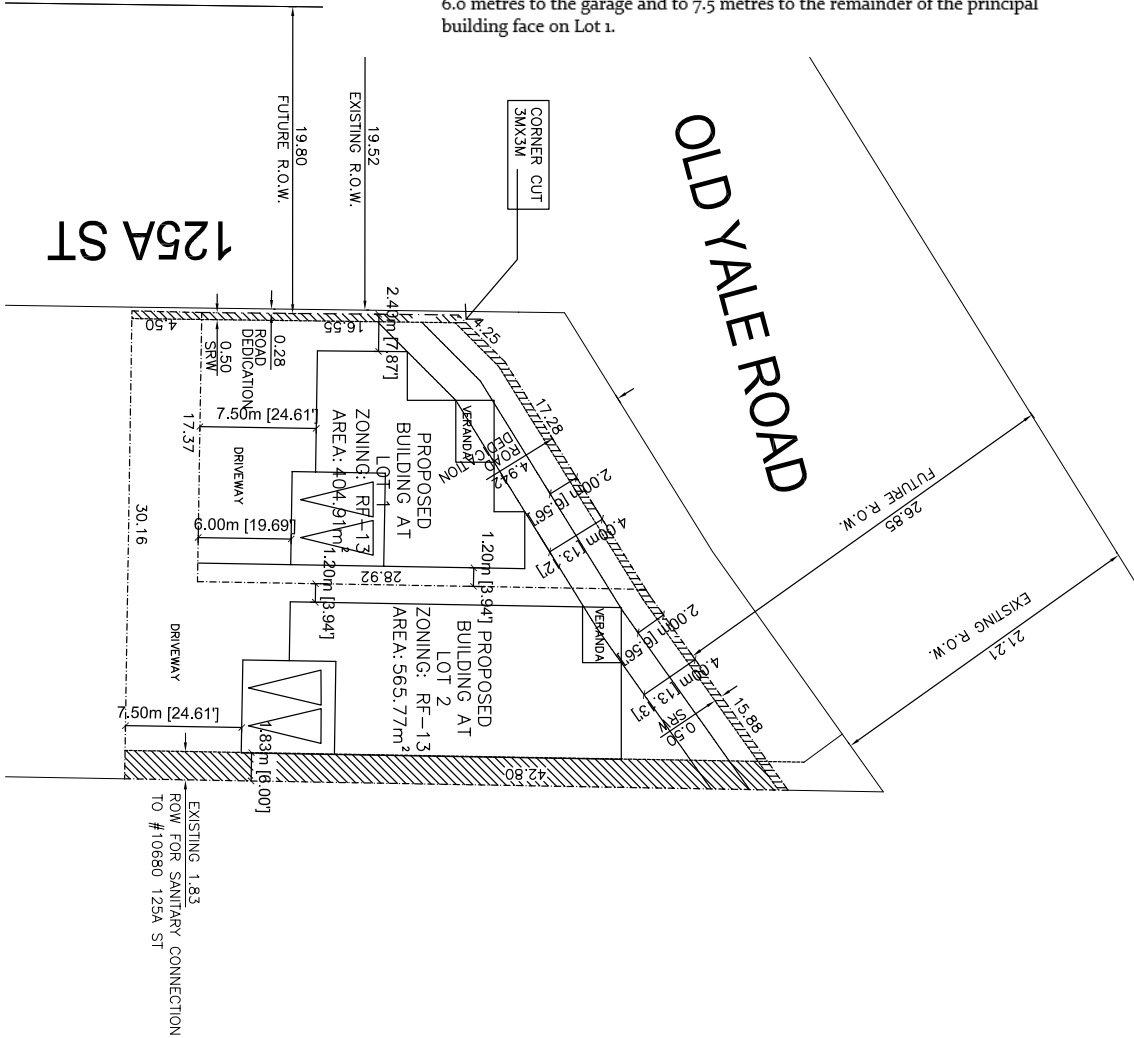 6.0 metres to the garage and to 7.5 metres to the remainder of the principal
building face on Lot 1.
19.80
FUTURE R.O.W.
19.52
EXISTING R.O.W.
CORNER CUT
3MX3M
OLD YALE ROAD
125A ST
4.50
16.55
2.40m [7.87']
4.25
0.28
ROAD
DEDICATION
0.50
SRW
17.28
7.50m [24.61']
17.37
DRIVEWAY
VERANDA
4.942
ROAD
DEDICATION
PROPOSED
BUILDING AT
LOT 1
ZONING: RF-13
AREA: 404.91m²
2.00m [6.56']
4.00m [13.12']
FUTURE R.O.W.
26.85
EXISTING R.O.W.
21.21
30.16
6.00m [19.69']
28.92
1.20m [3.94']
1.20m [3.94']
VERANDA
2.00m [6.56']
4.00m [13.13']
0.50
SRW
15.88
PROPOSED
BUILDING AT
LOT 2
ZONING: RF-13
AREA: 565.77m²
DRIVEWAY
7.50m [24.61']
1.83m [6.00']
42.80
EXISTING 1.83
ROW FOR SANITARY CONNECTION
TO #10680 125A ST